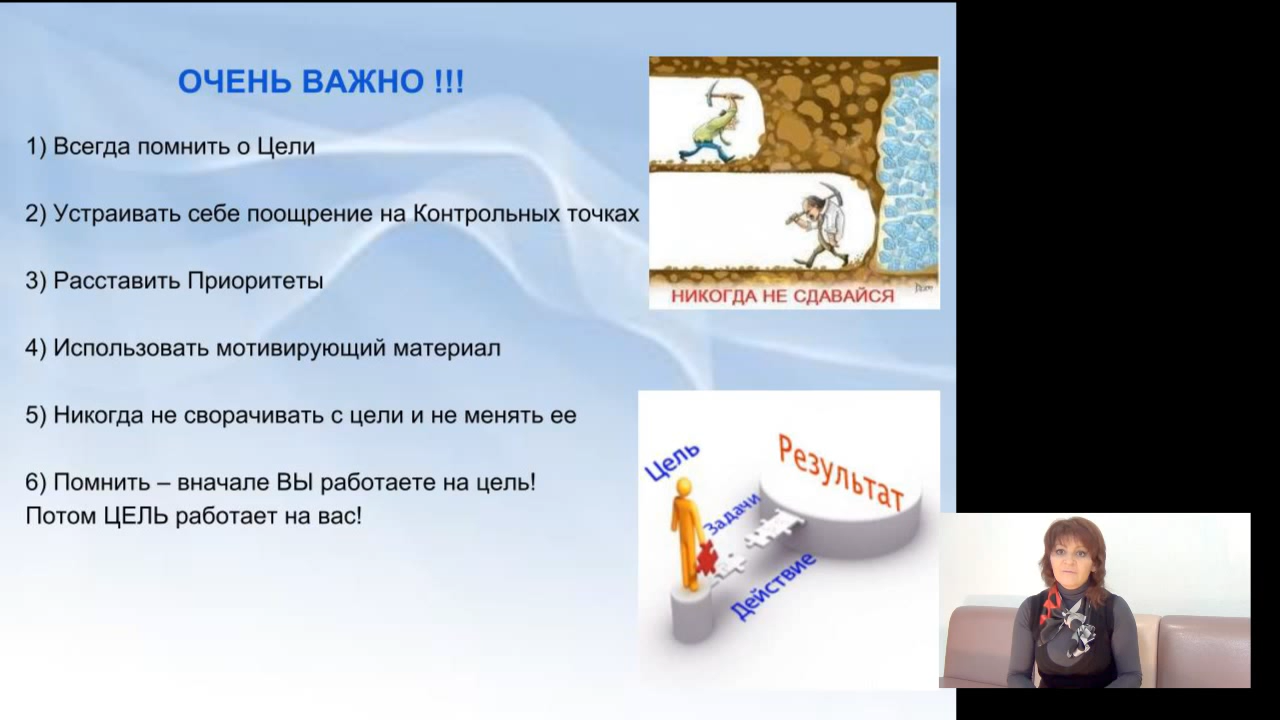 ОЧЕНЬ ВАЖНО !!!
1) Всегда помнить о Цели
2) Устраивать себе поощрение на Контрольных точках
3) Расставить Приоритеты
4) Использовать мотивирующий материал
5) Никогда не сворачивать с цели и не менять ее
6) Помнить – вначале ВЫ работаете на цель!
Потом ЦЕЛЬ работает на вас!
НИКОГДА НЕ СДАВАЙСЯ
Цель
Результат
Задачи
Действие